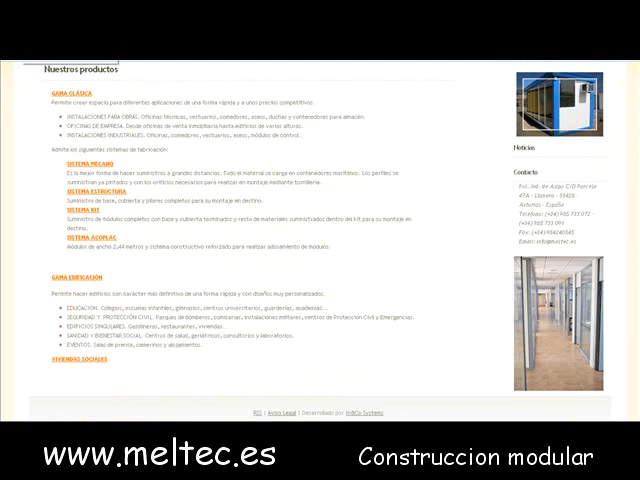 Nuestros productos
GAMA CLÁSICA
Permite crear espacio para diferentes aplicaciones de una forma rápida y a unos precios competitivos.
INSTALACIONES PARA OBRAS. Oficinas técnicas, vestuarios, comedores, aseos, duchas y contenedores para almacén.
OFICINAS DE EMPRESA. Desde oficinas de venta inmobiliaria hasta edificios de varias alturas.
INSTALACIONES INDUSTRIALES. Oficinas, comedores, vestuarios, aseos, módulos de control...
Admite los siguientes sistemas de fabricación:
SISTEMA MECANO
Es la mejor forma de hacer suministros a grandes distancias. Todo el material se carga en contenedores marítimos. Los perfiles se
suministran ya pintados y con los orificios necesarios para realizar en montaje mediante tornillería.
SISTEMA ESTRUCTURA
Suministro de base, cubierta y pilares completos para su montaje en destino.
SISTEMA KIT
Suministro de módulos completos con base y cubierta terminados y resto de materiales suministrados dentro del kit para su montaje en
destino.
SISTEMA ACOPLAC
Módulos de ancho 2,44 metros y sistema constructivo reforzado para realizar adosamiento de módulos.
GAMA EDIFICACIÓN
Permite hacer edificios con carácter más definitivo de una forma rápida y con diseños muy personalizados.
EDUCACIÓN. Colegios, escuelas infantiles, gimnasios, centros universitarios, guarderías, academias...
SEGURIDAD Y PROTECCIÓN CIVIL. Parques de bomberos, comisarías, instalaciones militares, centros de Protección Civil y Emergencias.
EDIFICIOS SINGULARES. Gasolineras, restaurantes, viviendas.
SANIDAD Y BIENESTAR SOCIAL. Centros de salud, geriátricos, consultorios y laboratorios.
EVENTOS. Salas de prensa, camerinos y alojamientos.
VIVIENDAS SOCIALES
Noticias
Contacto
Pol. Ind. de Asipo C/D Parcela
47A - Llanera - 33428 -
Asturias - España
Teléfono: (+34) 985 733 072 -
(+34) 985 733 099
Fax: (+34) 984240545
Email: info@meltec.es
RSS | Aviso Legal | Desarrollado por In&Co Systems
www.meltec.es
Construccion modular